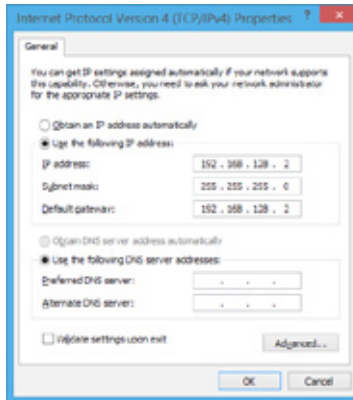 Internet Protocol Version 4 (TCP/IPv4) Properties ? ×
General
You can get IP settings assigned automatically if your network supports
this capability. Otherwise, you need to ask your network administrator
for the appropriate IP settings.
Obtain an IP address automatically
Use the following IP address:
IP address: 192 . 168 . 128 . 2
Subnet mask: 255 . 255 . 255 . 0
Default gateway: 192 . 168 . 128 . 2
Obtain DNS server address automatically
Use the following DNS server addresses:
Preferred DNS server: . . .
Alternate DNS server: . . .
Validate settings upon exit
Advanced...
OK Cancel